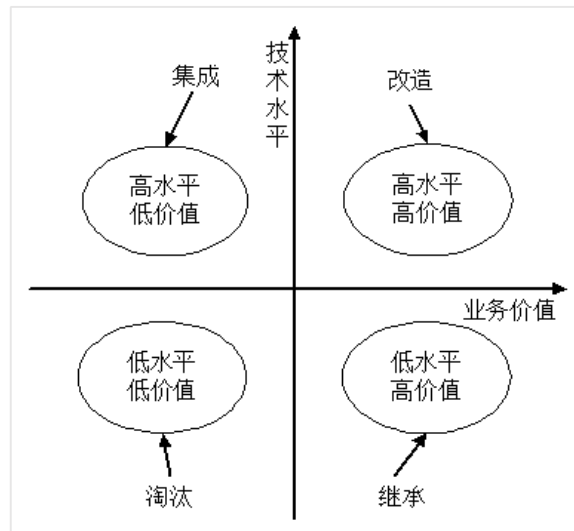 技术水平
集成
改造
高水平
低价值
高水平
高价值
业务价值
低水平
低价值
低水平
高价值
淘汰
继承